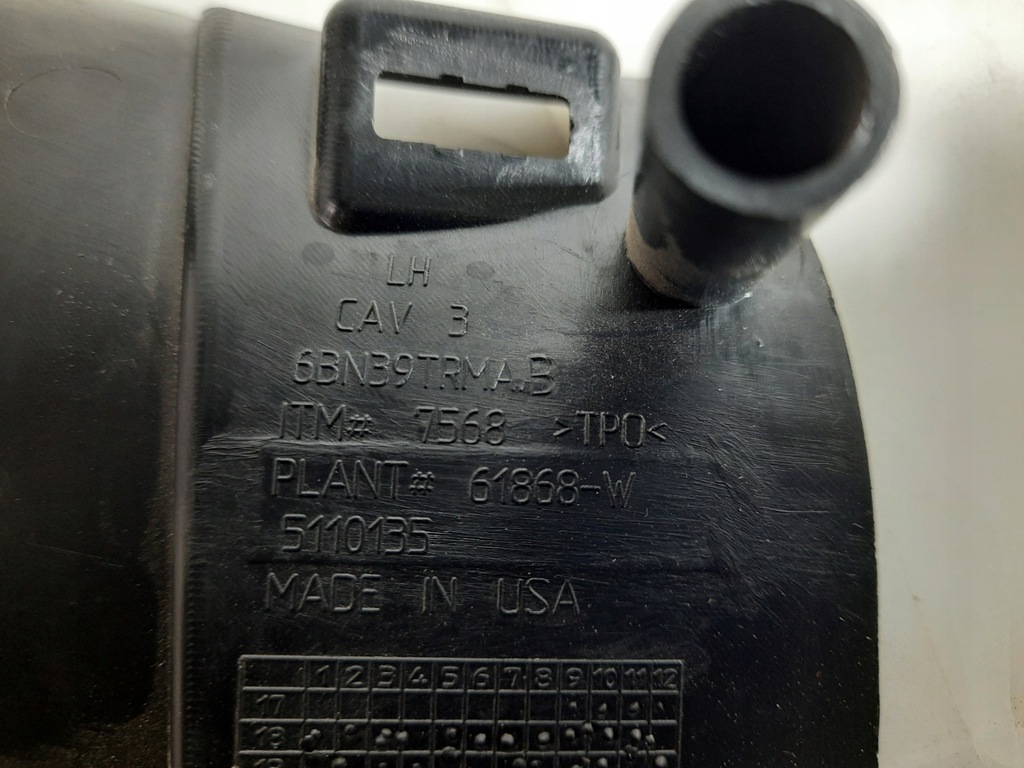 LH
CAV 3
6BN39TRMA.B
ITM# 7568 >TPO<
PLANT# 61868-W
5110135
MADE IN USA
1 2 3 4 5 6 7 8 9 10 11 12
17
18